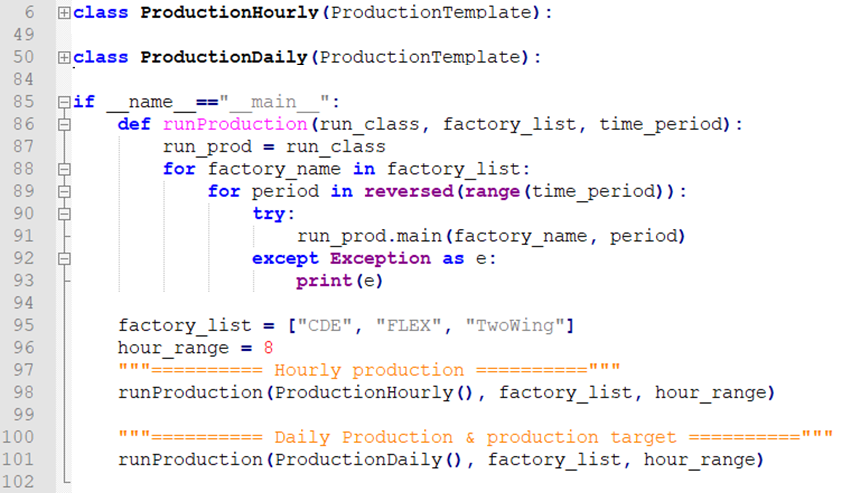 6 class ProductionHourly(ProductionTemplate):
49
50 class ProductionDaily(ProductionTemplate):
84
85 if __name__=="__main__":
86     def runProduction(run_class, factory_list, time_period):
87         run_prod = run_class
88         for factory_name in factory_list:
89             for period in reversed(range(time_period)):
90                 try:
91                     run_prod.main(factory_name, period)
92                 except Exception as e:
93                     print(e)
94
95     factory_list = ["CDE", "FLEX", "TwoWing"]
96     hour_range = 8
97     """========== Hourly production =========="""
98     runProduction(ProductionHourly(), factory_list, hour_range)
99
100     """========== Daily Production & production target =========="""
101     runProduction(ProductionDaily(), factory_list, hour_range)
102